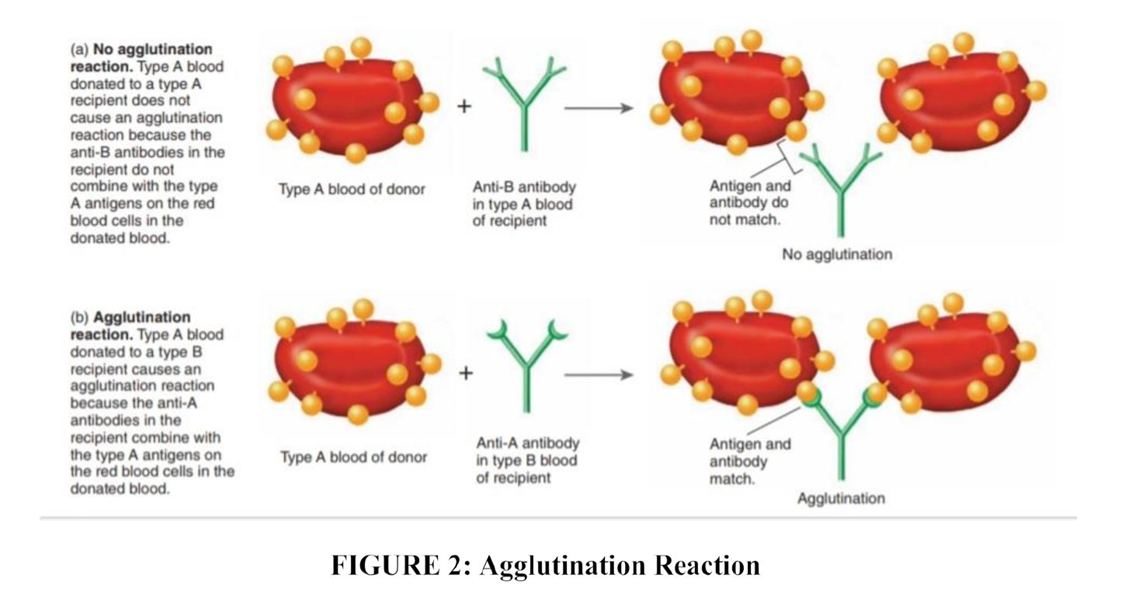 (a) No agglutination
reaction. Type A blood
donated to a type A
recipient does not
cause an agglutination
reaction because the
anti-B antibodies in the
recipient do not
combine with the type
A antigens on the red
blood cells in the
donated blood.
+
Type A blood of donor
Anti-B antibody
in type A blood
of recipient
Antigen and
antibody do
not match.
No agglutination
(b) Agglutination
reaction. Type A blood
donated to a type B
recipient causes an
agglutination reaction
because the anti-A
antibodies in the
recipient combine with
the type A antigens on
the red blood cells in the
donated blood.
+
Type A blood of donor
Anti-A antibody
in type B blood
of recipient
Antigen and
antibody
match.
Agglutination
FIGURE 2: Agglutination Reaction